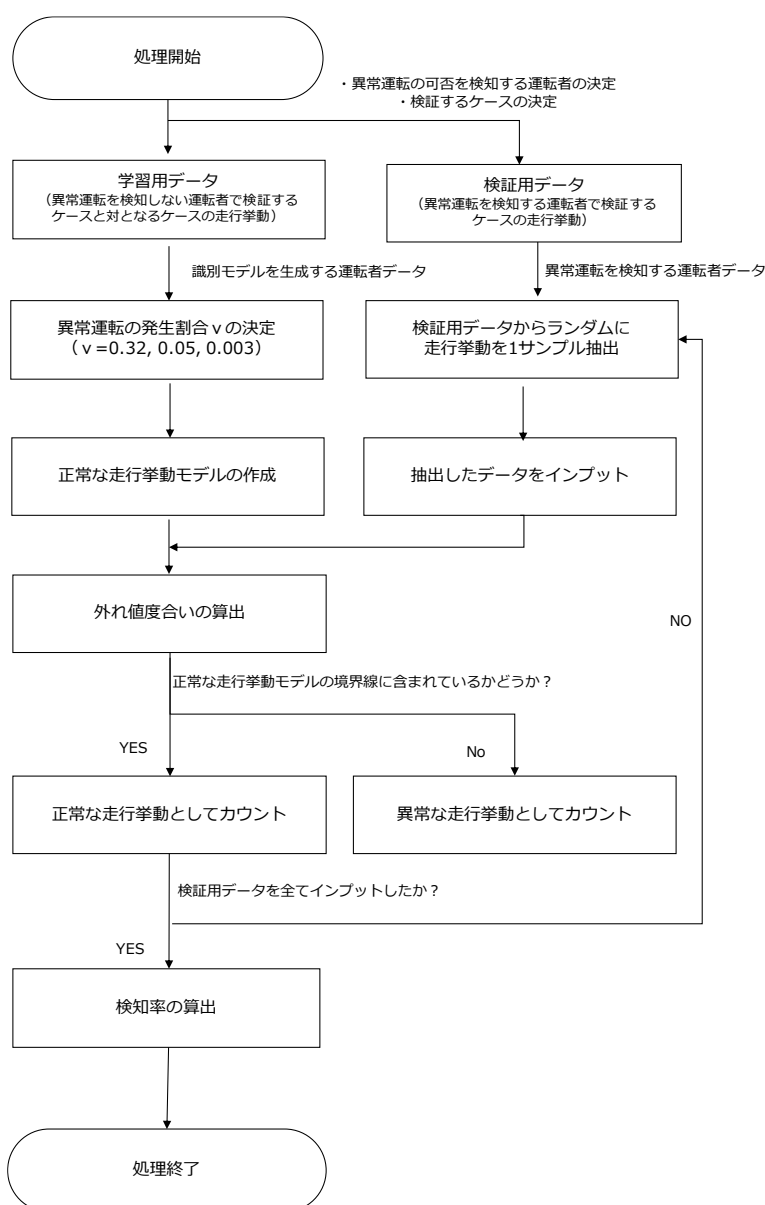 処理開始
・異常運転の可否を検知する運転者の決定
・検証するケースの決定
学習用データ
（異常運転を検知しない運転者で検証する
ケースと対となるケースの走行挙動）
検証用データ
（異常運転を検知する運転者で検証する
ケースの走行挙動）
識別モデルを生成する運転者データ
異常運転を検知する運転者データ
異常運転の発生割合νの決定
（ν=0.32, 0.05, 0.003）
検証用データからランダムに
走行挙動を1サンプル抽出
正常な走行挙動モデルの作成
抽出したデータをインプット
外れ値度合いの算出
NO
正常な走行挙動モデルの境界線に含まれているかどうか？
YES
No
正常な走行挙動としてカウント
異常な走行挙動としてカウント
検証用データを全てインプットしたか？
YES
検知率の算出
処理終了